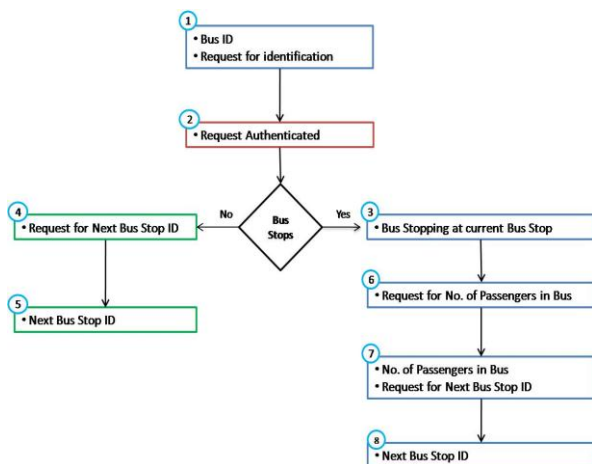 1
• Bus ID
• Request for identification
2
• Request Authenticated
Bus
Stops
No
Yes
4
• Request for Next Bus Stop ID
5
• Next Bus Stop ID
3
• Bus Stopping at current Bus Stop
6
• Request for No. of Passengers in Bus
7
• No. of Passengers in Bus
• Request for Next Bus Stop ID
8
• Next Bus Stop ID